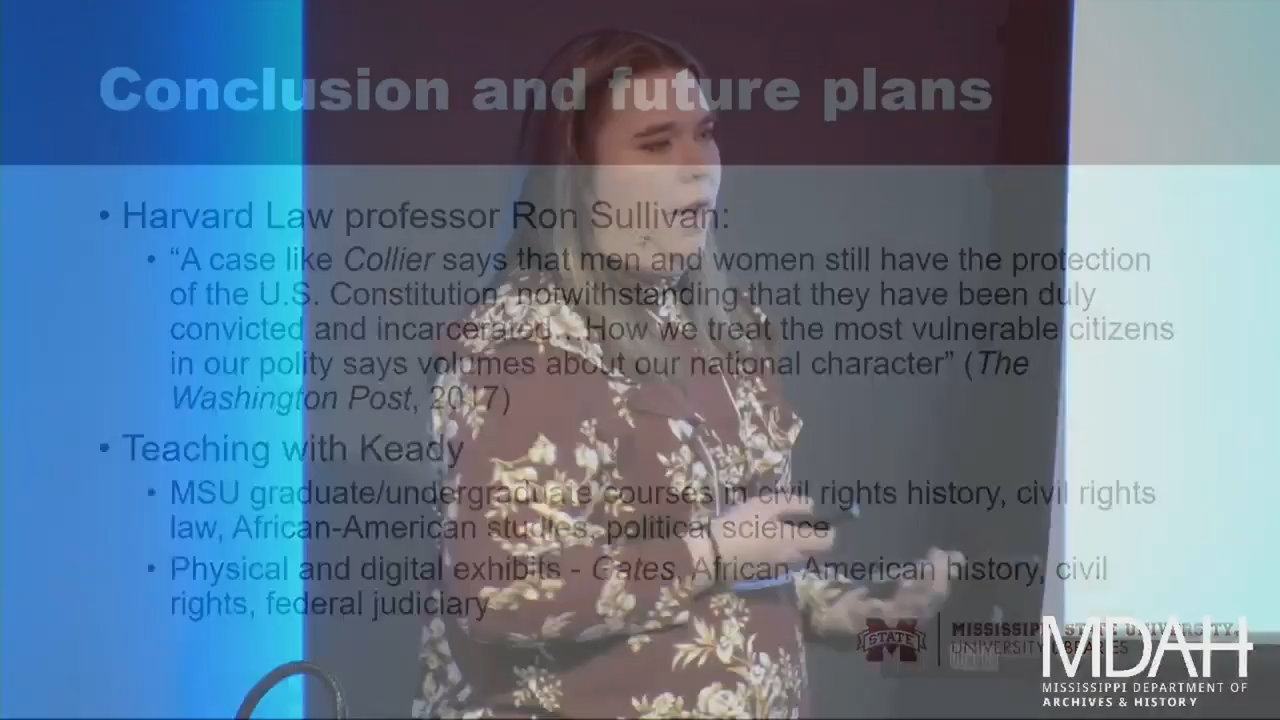 Conclusion and future plans
• Harvard Law professor Ron Sullivan:
• “A case like Collier says that men and women still have the protection
of the U.S. Constitution, notwithstanding that they have been duly
convicted and incarcerated... How we treat the most vulnerable citizens
in our polity says volumes about our national character” (The
Washington Post, 2017)
• Teaching with Keady
• MSU graduate/undergraduate courses in civil rights history, civil rights
law, African-American studies, political science
• Physical and digital exhibits - Gates, African American history, civil
rights, federal judiciary
STATE
MISSISSIPPI STATE UNIVERSITY
UNIVERSITY LIBRARIES
MDAH
MISSISSIPPI DEPARTMENT OF
ARCHIVES & HISTORY